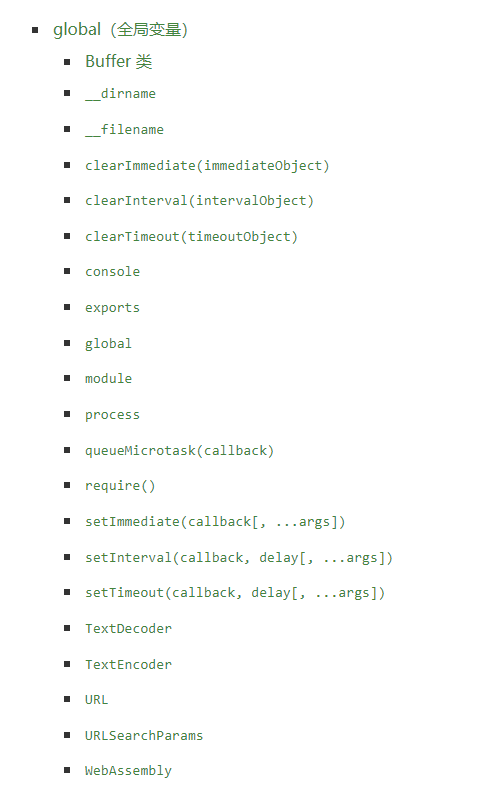 global（全局变量）
Buffer 类
__dirname
__filename
clearImmediate(immediateObject)
clearInterval(intervalObject)
clearTimeout(timeoutObject)
console
exports
global
module
process
queueMicrotask(callback)
require()
setImmediate(callback[, ...args])
setInterval(callback, delay[, ...args])
setTimeout(callback, delay[, ...args])
TextDecoder
TextEncoder
URL
URLSearchParams
WebAssembly